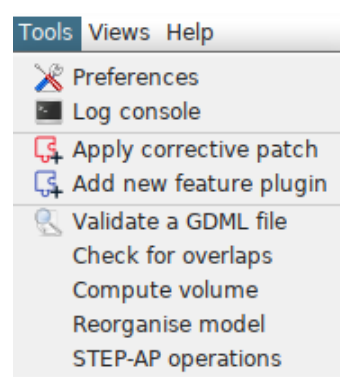 Tools Views Help
Preferences
Log console
Apply corrective patch
Add new feature plugin
Validate a GDML file
Check for overlaps
Compute volume
Reorganise model
STEP-AP operations